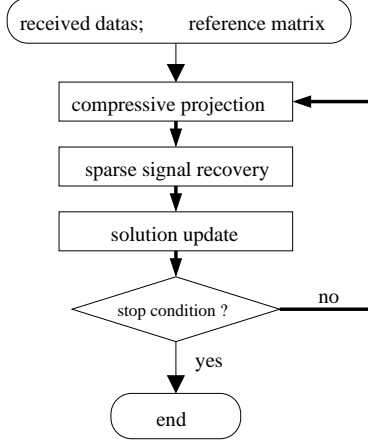 received datas; reference matrix
compressive projection
sparse signal recovery
solution update
stop condition ?
no
yes
end